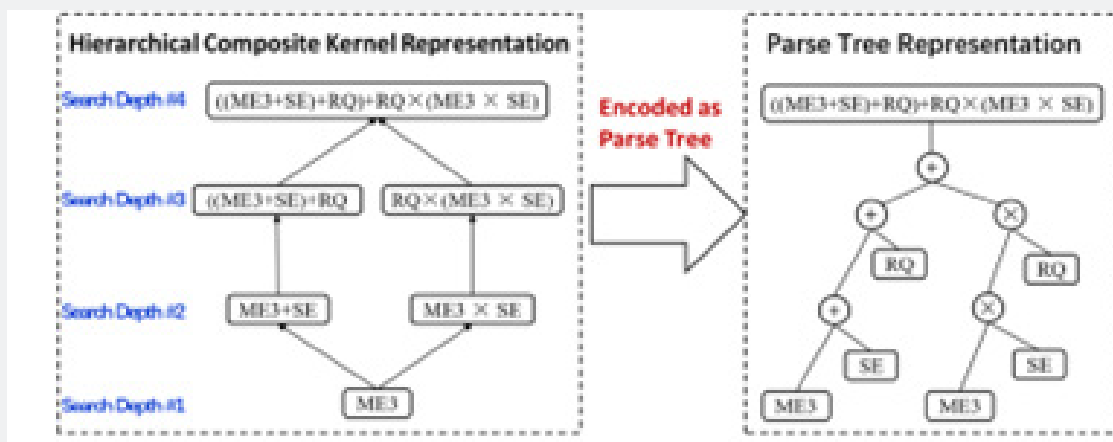 Hierarchical Composite Kernel Representation
Search Depth #4
((ME3+SE)+RQ)+RQ×(ME3 × SE)
Search Depth #3
((ME3+SE)+RQ
RQ×(ME3 × SE)
Search Depth #2
ME3+SE
ME3 × SE
Search Depth #1
ME3
Encoded as
Parse Tree
Parse Tree Representation
((ME3+SE)+RQ)+RQ×(ME3 × SE)
+
+
×
RQ
RQ
+
×
SE
SE
ME3
ME3